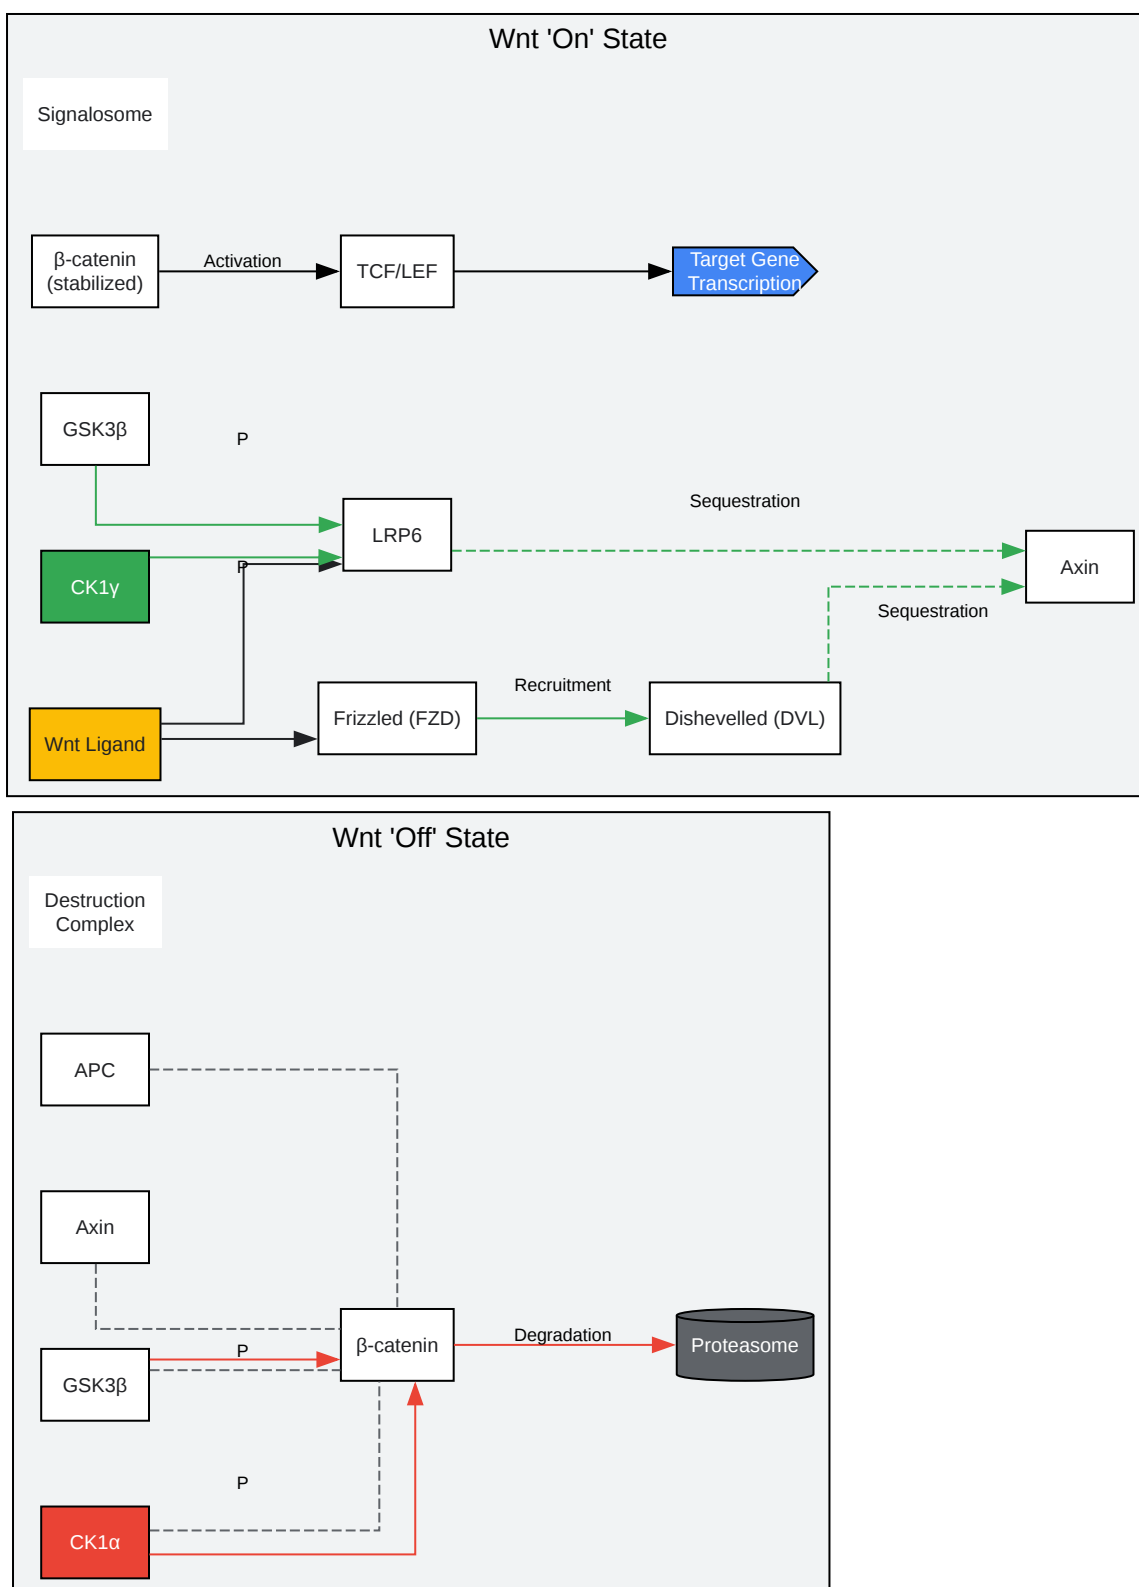 Wnt 'On' State
Signalosome
β-catenin
(stabilized)
Activation
TCF/LEF
Target Gene
Transcription
GSK3β
P
LRP6
Sequestration
Axin
CK1γ
P
Sequestration
Wnt Ligand
Frizzled (FZD)
Recruitment
Dishevelled (DVL)
Wnt 'Off' State
Destruction
Complex
APC
Axin
GSK3β
P
β-catenin
Degradation
Proteasome
P
CK1α